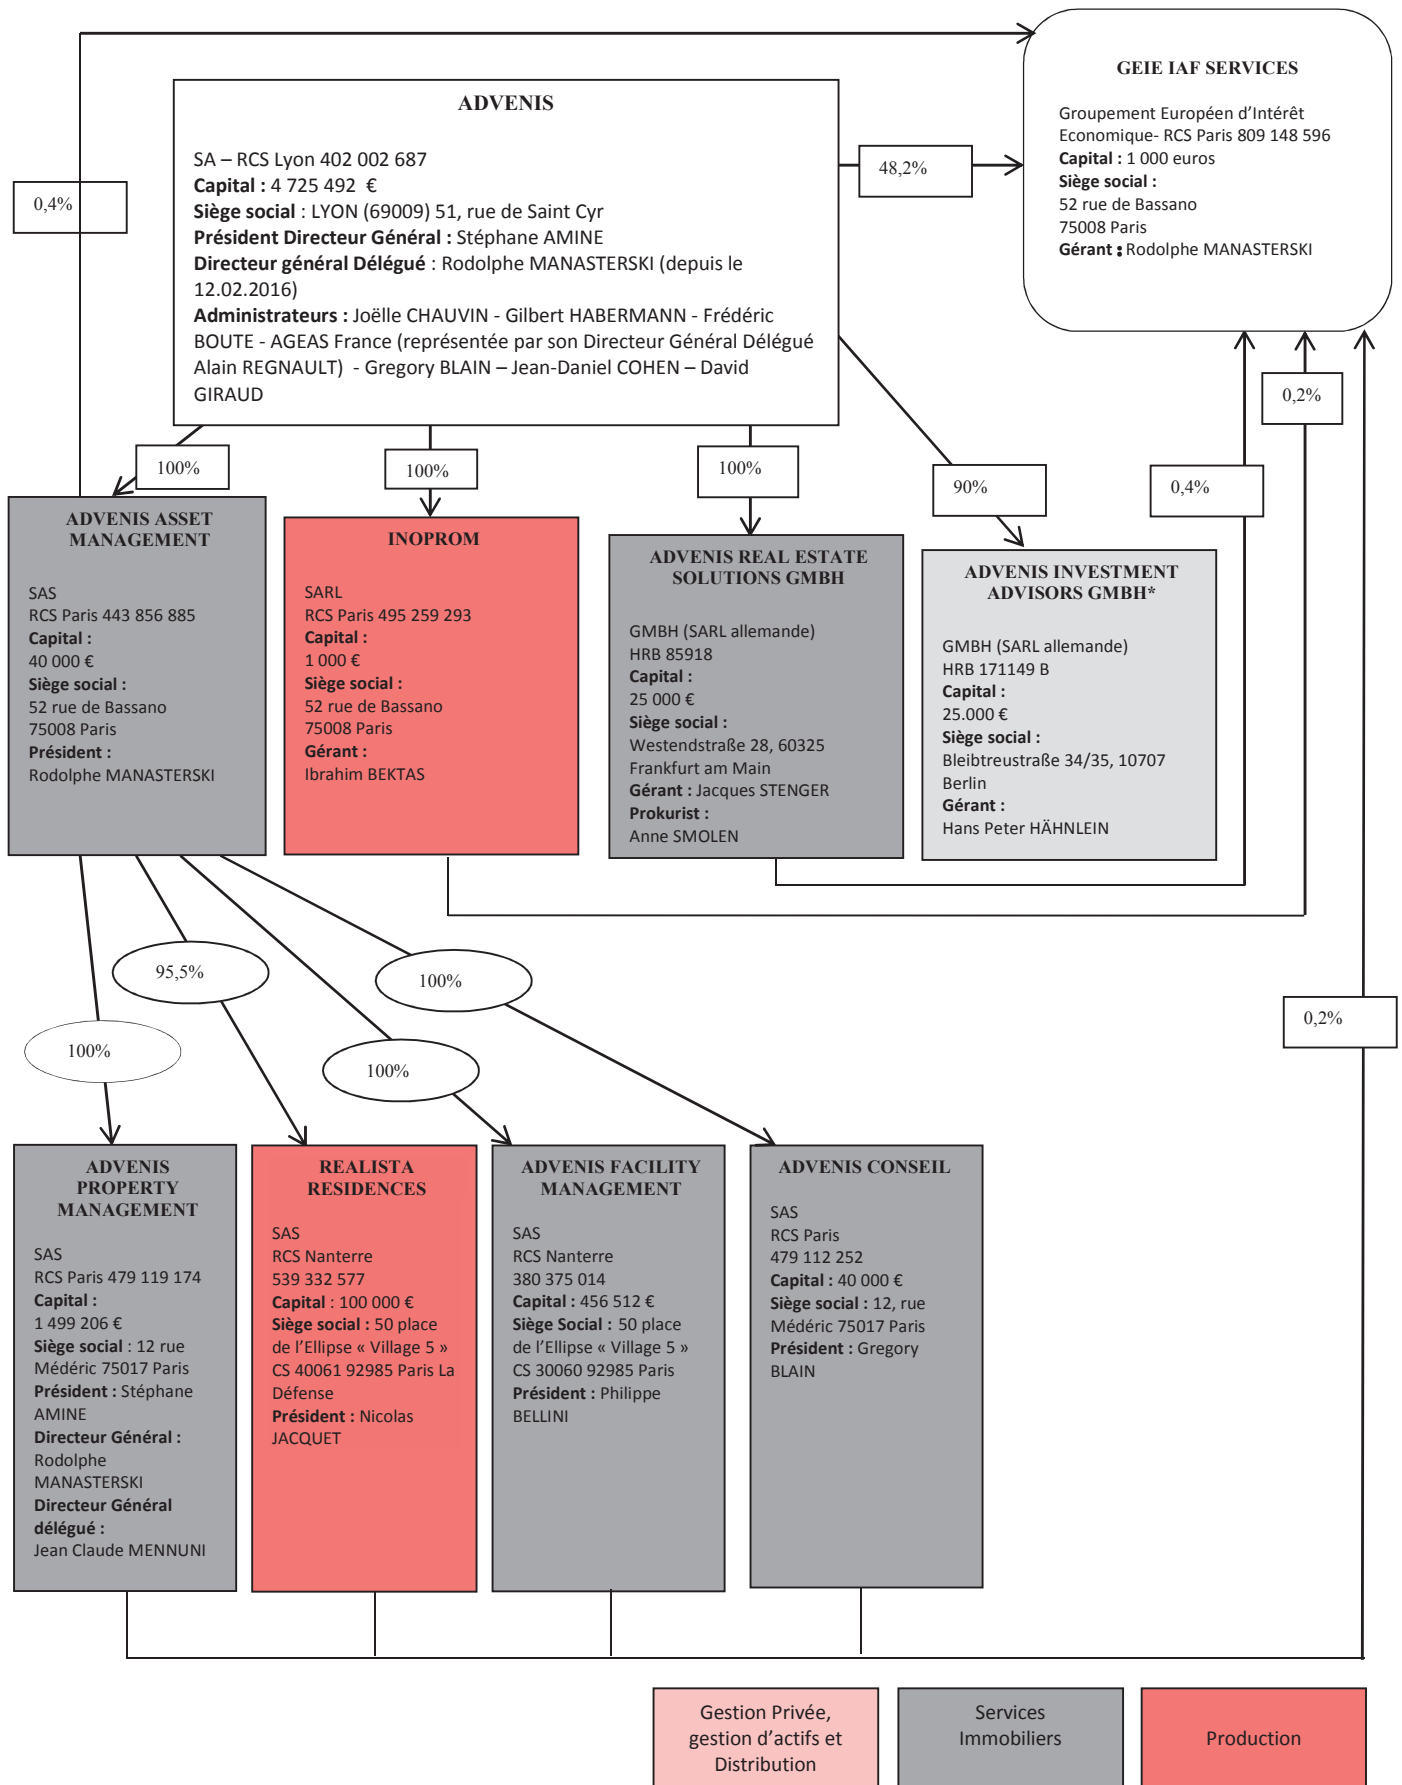 GEIE IAF SERVICES
Groupement Européen d’Intérêt
Economique- RCS Paris 809 148 596
Capital : 1 000 euros
Siège social :
52 rue de Bassano
75008 Paris
Gérant : Rodolphe MANASTERSKI
ADVENIS
SA – RCS Lyon 402 002 687
Capital : 4 725 492 €
Siège social : LYON (69009) 51, rue de Saint Cyr
Président Directeur Général : Stéphane AMINE
Directeur général Délégué : Rodolphe MANASTERSKI (depuis le
12.02.2016)
Administrateurs : Joëlle CHAUVIN - Gilbert HABERMANN - Frédéric
BOUTE - AGEAS France (représentée par son Directeur Général Délégué
Alain REGNAULT) - Gregory BLAIN – Jean-Daniel COHEN – David
GIRAUD
48,2%
0,4%
0,2%
100%
100%
100%
90%
0,4%
ADVENIS ASSET
MANAGEMENT
SAS
RCS Paris 443 856 885
Capital :
40 000 €
Siège social :
52 rue de Bassano
75008 Paris
Président :
Rodolphe MANASTERSKI
INOPROM
SARL
RCS Paris 495 259 293
Capital :
1 000 €
Siège social :
52 rue de Bassano
75008 Paris
Gérant :
Ibrahim BEKTAS
ADVENIS REAL ESTATE
SOLUTIONS GMBH
GMBH (SARL allemande)
HRB 85918
Capital :
25 000 €
Siège social :
Westendstraße 28, 60325
Frankfurt am Main
Gérant : Jacques STENGER
Prokurist :
Anne SMOLEN
ADVENIS INVESTMENT
ADVISORS GMBH*
GMBH (SARL allemande)
HRB 171149 B
Capital :
25.000 €
Siège social :
Bleibtreustraße 34/35, 10707
Berlin
Gérant :
Hans Peter HÄHNLEIN
95,5%
100%
0,2%
100%
100%
ADVENIS
PROPERTY
MANAGEMENT
SAS
RCS Paris 479 119 174
Capital :
1 499 206 €
Siège social : 12 rue
Médéric 75017 Paris
Président : Stéphane
AMINE
Directeur Général :
Rodolphe
MANASTERSKI
Directeur Général
délégué :
Jean Claude MENNUNI
REALISTA
RESIDENCES
SAS
RCS Nanterre
539 332 577
Capital : 100 000 €
Siège social : 50 place
de l’Ellipse « Village 5 »
CS 40061 92985 Paris La
Défense
Président : Nicolas
JACQUET
ADVENIS FACILITY
MANAGEMENT
SAS
RCS Nanterre
380 375 014
Capital : 456 512 €
Siège Social : 50 place
de l’Ellipse « Village 5 »
CS 30060 92985 Paris
Président : Philippe
BELLINI
ADVENIS CONSEIL
SAS
RCS Paris
479 112 252
Capital : 40 000 €
Siège social : 12, rue
Médéric 75017 Paris
Président : Gregory
BLAIN
Gestion Privée,
gestion d’actifs et
Distribution
Services
Immobiliers
Production